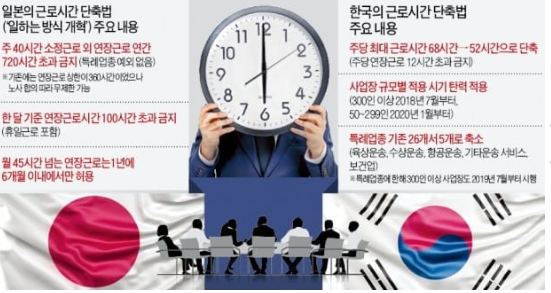 일본의 근로시간 단축법
('일하는 방식 개혁') 주요 내용
주 40시간 소정근로 외 연장근로 연간
720시간 초과 금지 (특례업종 예외 없음)
※기존에는 연장근로 상한이 360시간이었으나
노사 합의 따라 무제한 가능
한 달 기준 연장근로시간 100시간 초과 금지
(휴일근로 포함)
월 45시간 넘는 연장근로는 1년에
6개월 이내에서만 허용
한국의 근로시간 단축법
주요 내용
주당 최대 근로시간 68시간→52시간으로 단축
(주당 연장근로 12시간 초과 금지)
사업장 규모별 적용 시기 탄력 적용
(300인 이상 2018년 7월부터,
50~299인 2020년 1월부터)
특례업종 기존 26개서 5개로 축소
(육상운송, 수상운송, 항공운송, 기타운송 서비스,
보건업)
※특례업종에 한해 300인 이상 사업장도 2019년 7월부터 시행
12
1
2
3
4
5
6
7
8
9
10
11